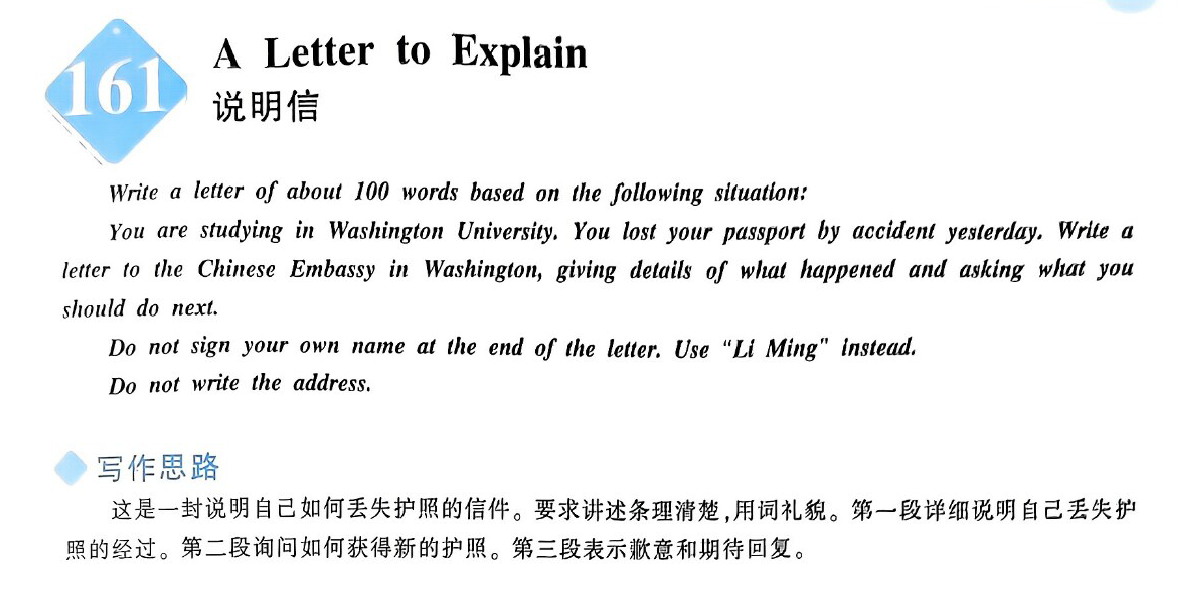 161
A Letter to Explain
说明信
Write a letter of about 100 words based on the following situation:
You are studying in Washington University. You lost your passport by accident yesterday. Write a
letter to the Chinese Embassy in Washington, giving details of what happened and asking what you
should do next.
Do not sign your own name at the end of the letter. Use “Li Ming” instead.
Do not write the address.
写作思路
这是一封说明自己如何丢失护照的信件。要求讲述条理清楚,用词礼貌。第一段详细说明自己丢失护
照的经过。第二段询问如何获得新的护照。第三段表示歉意和期待回复。